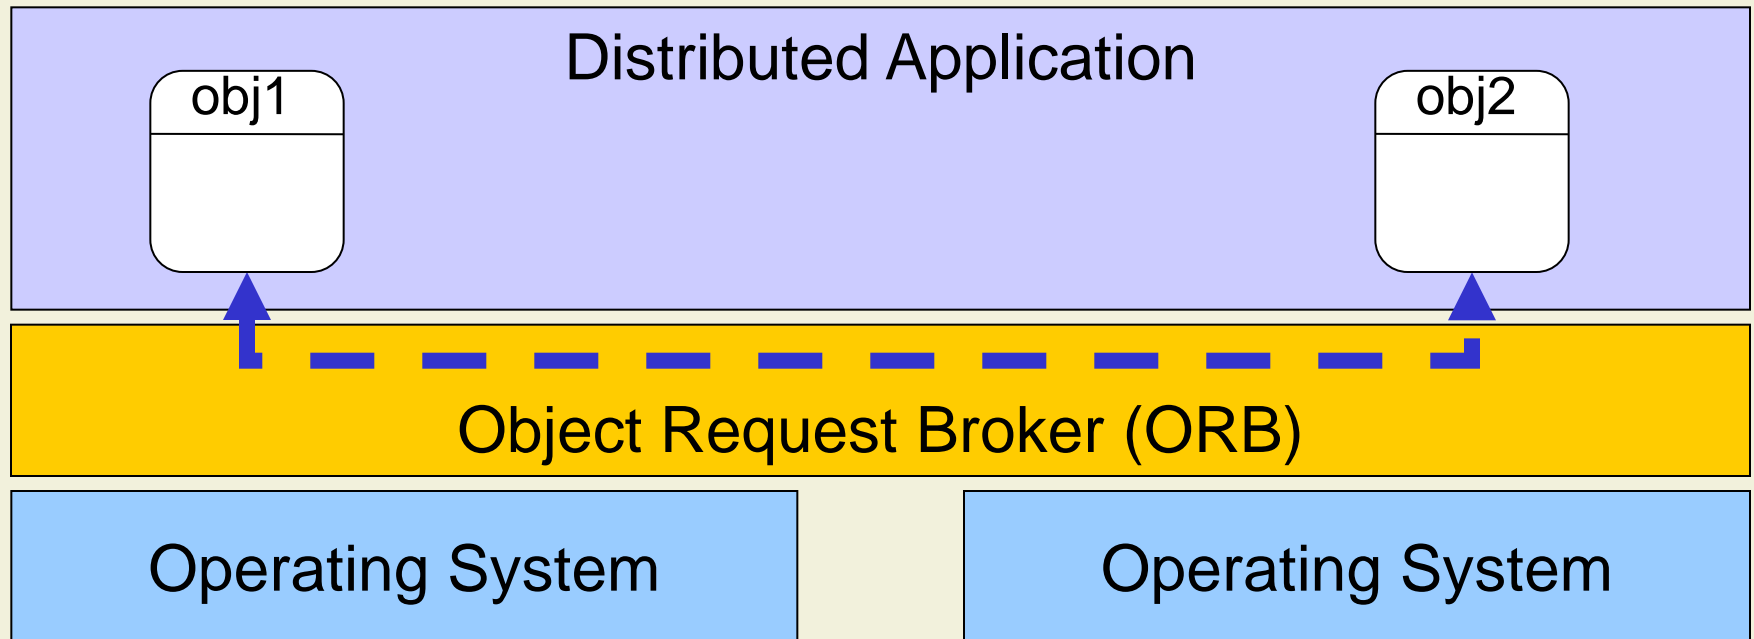 Distributed Application
obj1
obj2
Object Request Broker (ORB)
Operating System
Operating System